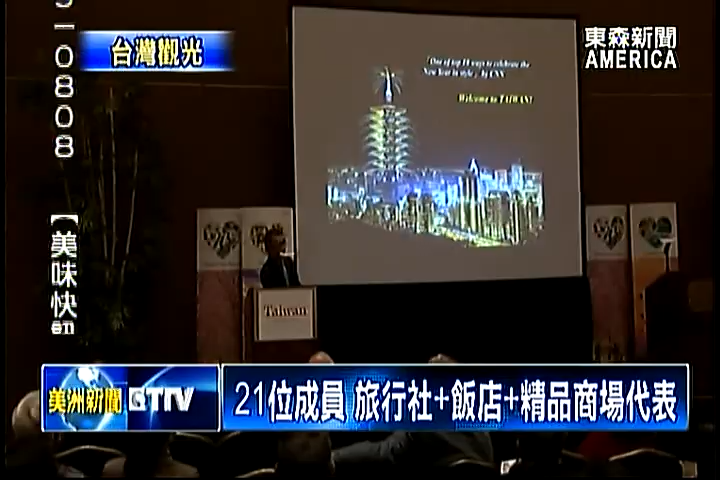 台灣觀光
東森新聞
AMERICA
0808
【美味快
en
"One of top 10 ways to celebrate the
New Year in style", by CNN
Welcome to TAIWAN!
Taiwan
美洲新聞
ETTV
21位成員 旅行社+飯店+精品商場代表